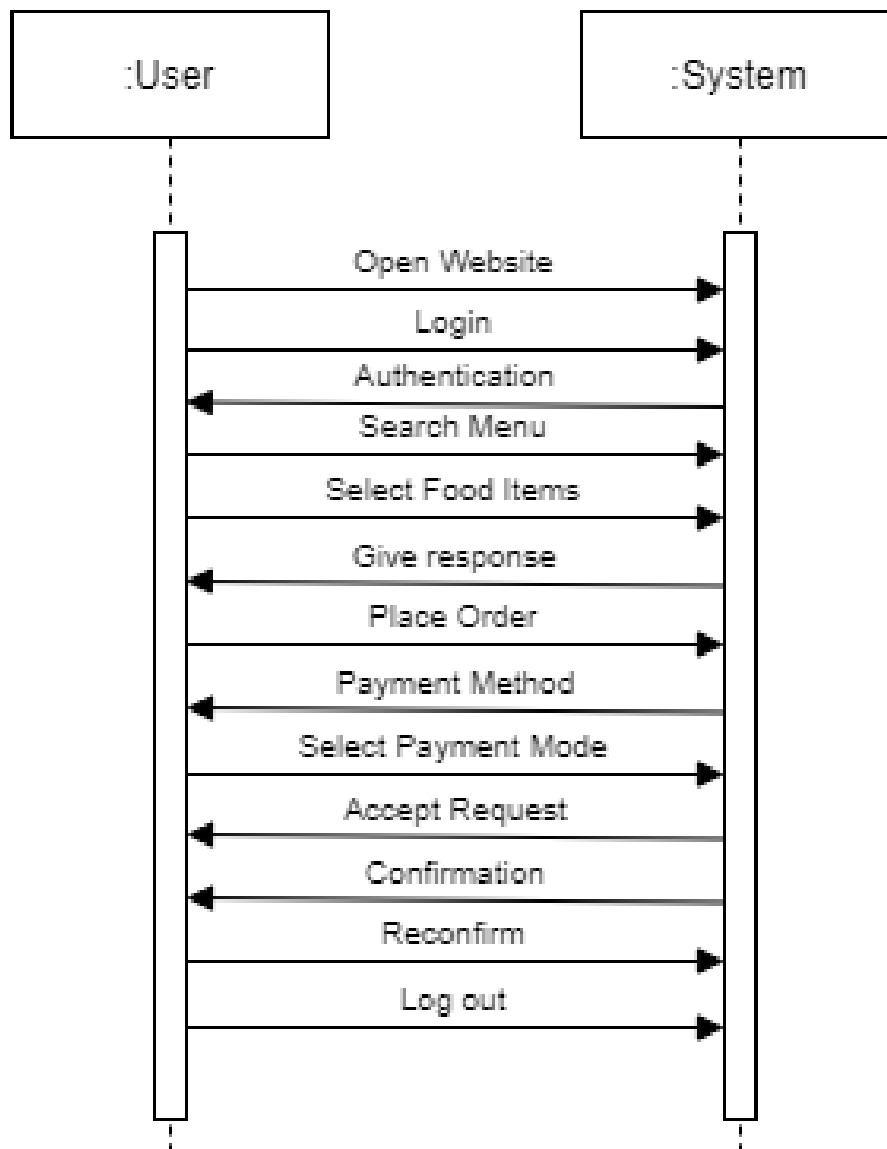 :User
:System
Open Website
Login
Authentication
Search Menu
Select Food Items
Give response
Place Order
Payment Method
Select Payment Mode
Accept Request
Confirmation
Reconfirm
Log out